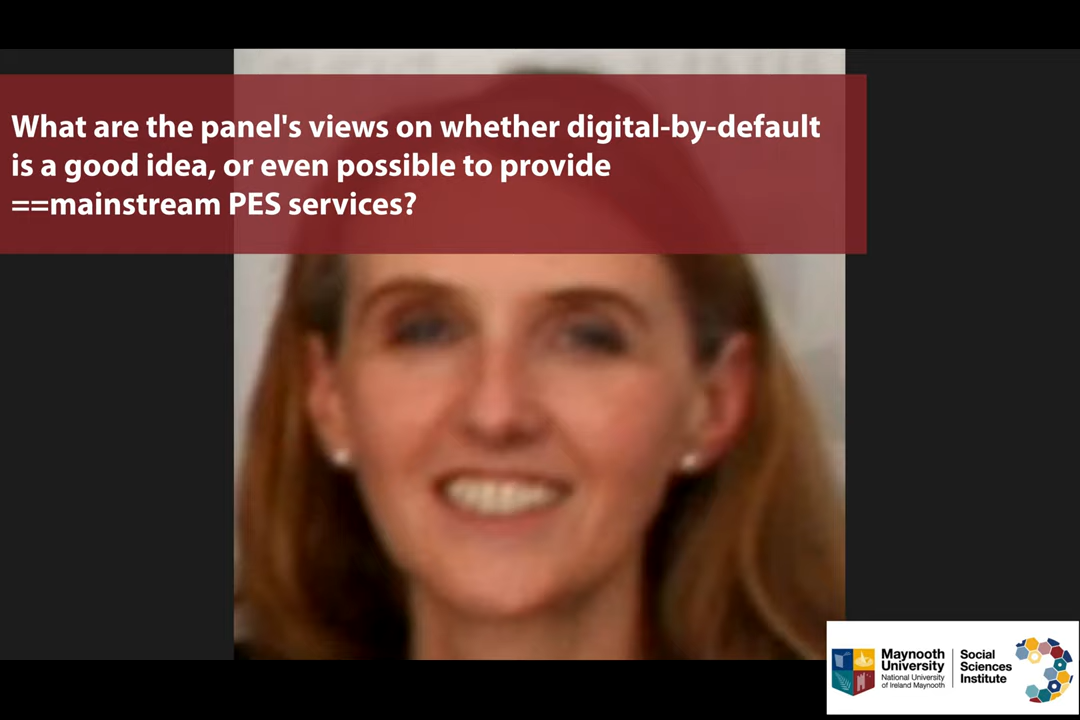 What are the panel's views on whether digital-by-default
is a good idea, or even possible to provide
==mainstream PES services?
Maynooth
University
National University
of Ireland Maynooth
Social
Sciences
Institute